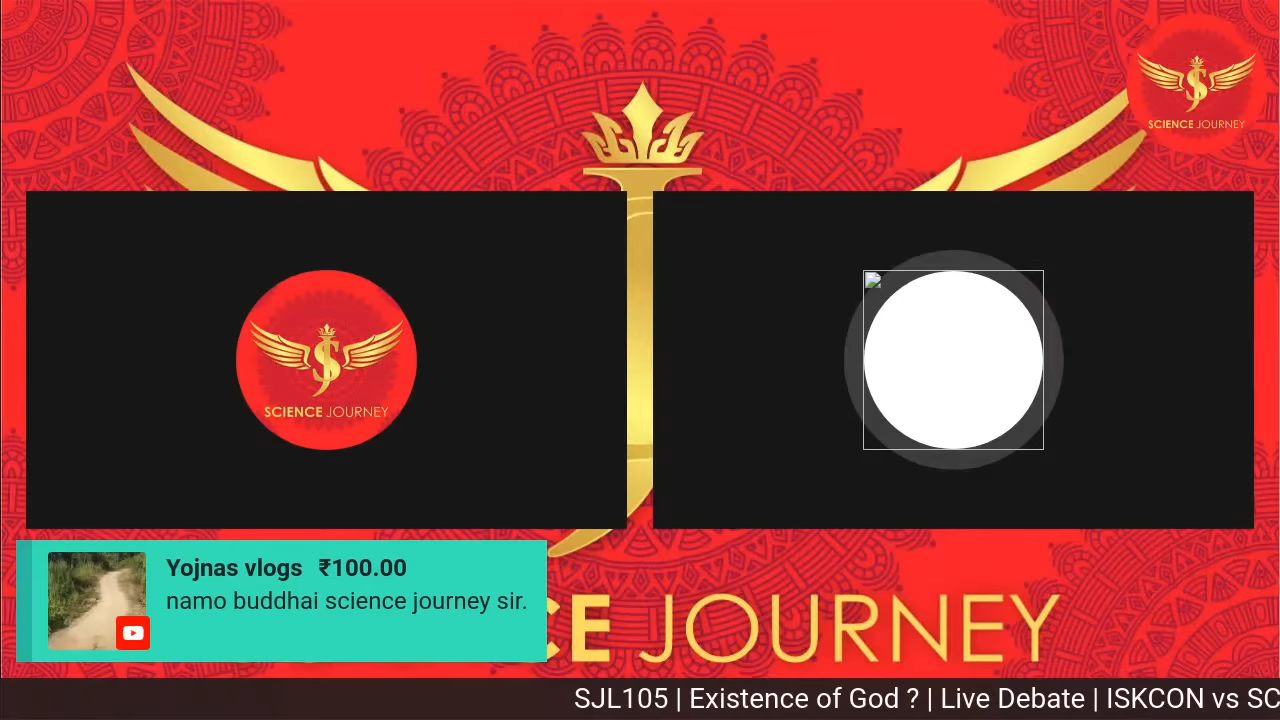 SCIENCE JOURNEY
SCIENCE JOURNEY
Yojnas vlogs ₹100.00
namo buddhai science journey sir.
CE JOURNEY
SJL105 | Existence of God ? | Live Debate | ISKCON vs SC